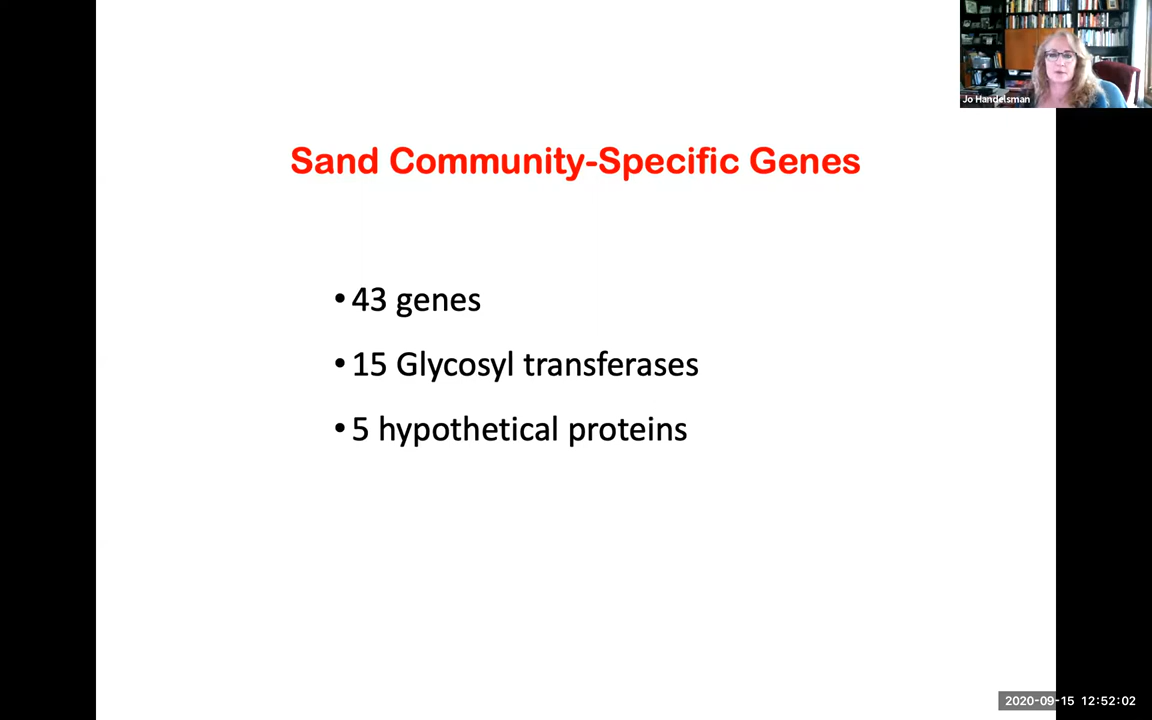 Jo Handelsman
Sand Community-Specific Genes
• 43 genes
• 15 Glycosyl transferases
• 5 hypothetical proteins
2020-09-15 12:52:02